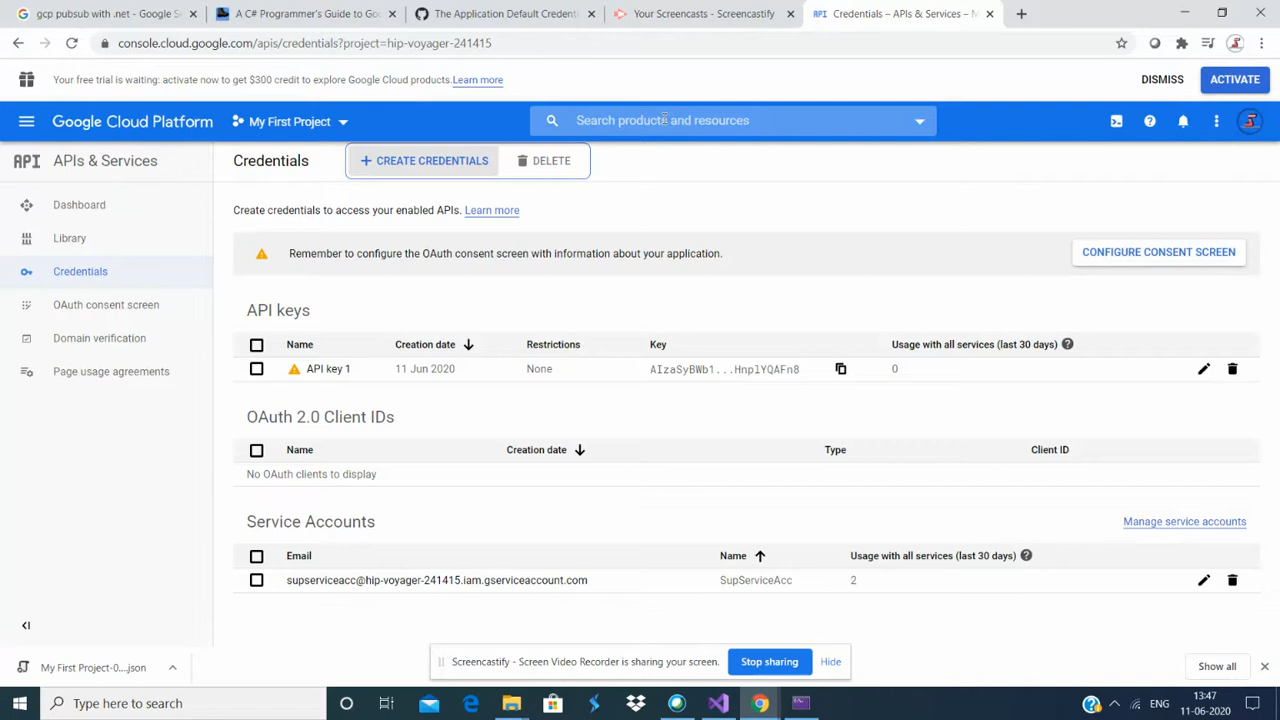 gcp pubsub with rest - Google S
A C# Programmer's Guide to Go
The Application Default Credent
Your Screencasts - Screencastify
API Credentials – APIs & Services – M
console.cloud.google.com/apis/credentials?project=hip-voyager-241415
Your free trial is waiting: activate now to get $300 credit to explore Google Cloud products. Learn more
DISMISS
ACTIVATE
Google Cloud Platform
My First Project
Search products and resources
API APIs & Services
Credentials
+ CREATE CREDENTIALS
DELETE
Dashboard
Library
Credentials
OAuth consent screen
Domain verification
Page usage agreements
Create credentials to access your enabled APIs. Learn more
Remember to configure the OAuth consent screen with information about your application.
CONFIGURE CONSENT SCREEN
API keys
Name Creation date Restrictions Key Usage with all services (last 30 days)
API key 1 11 Jun 2020 None AIzaSyBWb1...HnplYQAFn8 0
OAuth 2.0 Client IDs
Name Creation date Type Client ID
No OAuth clients to display
Service Accounts
Manage service accounts
Email Name Usage with all services (last 30 days)
supserviceacc@hip-voyager-241415.iam.gserviceaccount.com SupServiceAcc 2
Screencastify - Screen Video Recorder is sharing your screen.
Stop sharing
Hide
My First Project-0....json
Show all
Type here to search
ENG
13:47
11-06-2020